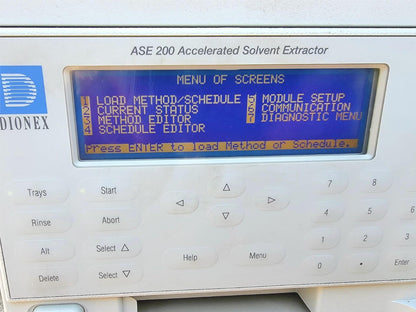 ASE 200 Accelerated Solvent Extractor
DIONEX
MENU OF SCREENS
1 LOAD METHOD/SCHEDULE 5 MODULE SETUP
2 CURRENT STATUS 6 COMMUNICATION
3 METHOD EDITOR 7 DIAGNOSTIC MENU
4 SCHEDULE EDITOR
Press ENTER to load Method or Schedule.
Trays Start 7 8
Rinse Abort 4 5
Alt Select △ 1 2 3
Delete Select ▽ Help Menu 0 . Enter